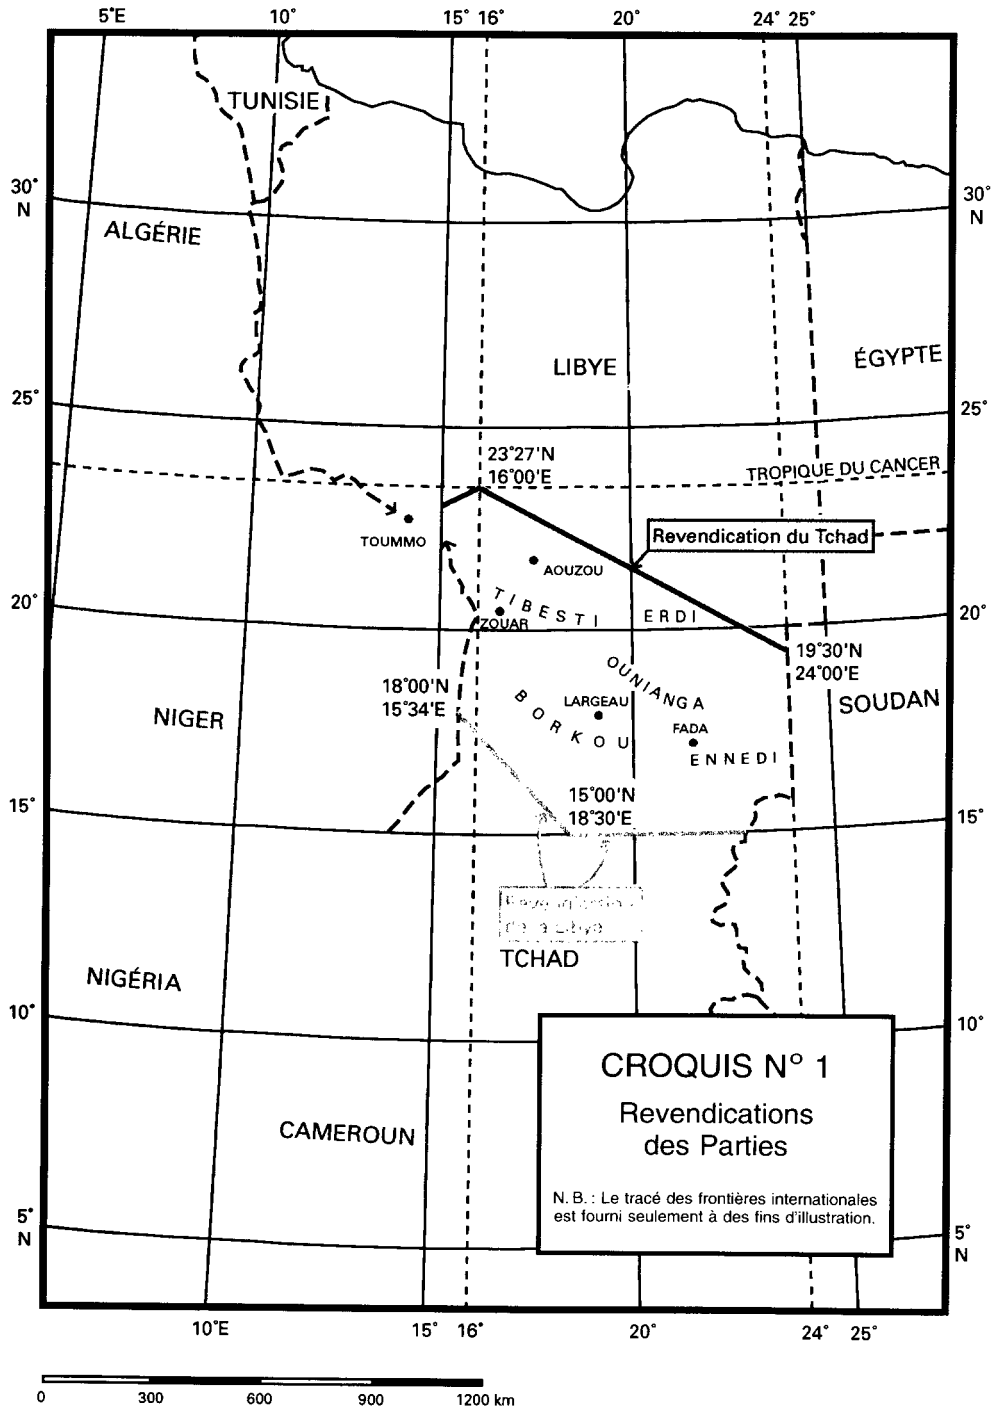 5°E 10° 15° 16° 20° 24° 25°
TUNISIE
30°
N
30°
N
ALGÉRIE
LIBYE
ÉGYPTE
25°
25°
23°27'N
16°00'E
TROPIQUE DU CANCER
TOUMMO
Revendication du Tchad
AOUZOU
TIBESTI
ERDI
20°
20°
ZOUAR
19°30'N
24°00'E
OUNIANGA
18°00'N
15°34'E
LARGEAU
BORKOU
FADA
ENNEDI
SOUDAN
NIGER
15°00'N
18°30'E
15°
15°
TCHAD
NIGÉRIA
10°
10°
CROQUIS N° 1
Revendications
des Parties
N.B.: Le tracé des frontières internationales
est fourni seulement à des fins d'illustration.
CAMEROUN
5°
N
5°
N
10°E 15° 16° 20° 24° 25°
0 300 600 900 1200 km